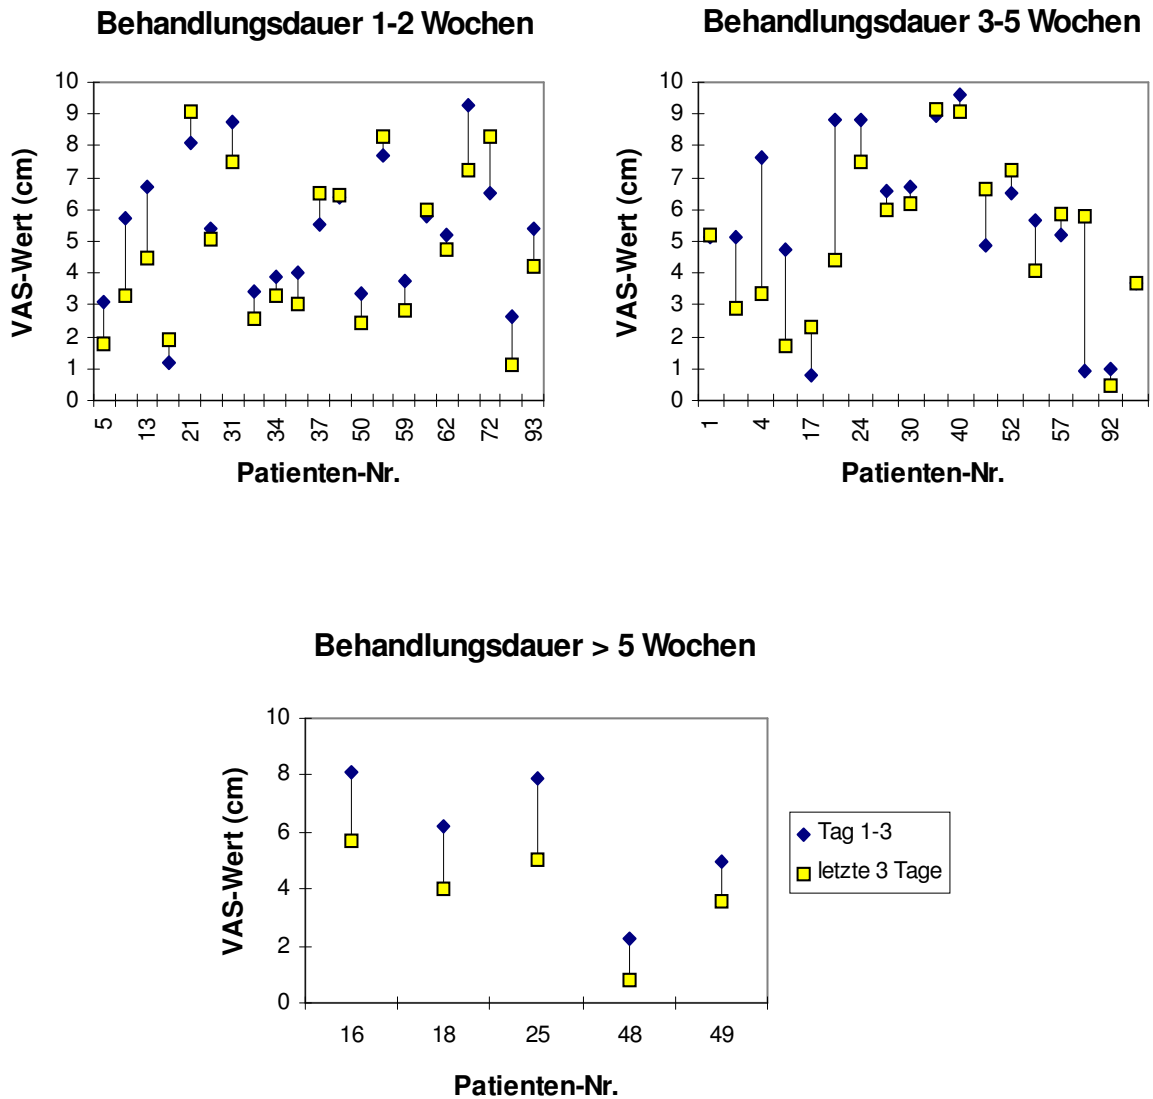 Behandlungsdauer 1-2 Wochen
VAS-Wert (cm)
10
9
8
7
6
5
4
3
2
1
0
5 13 21 31 34 37 50 59 62 72 93
Patienten-Nr.
Behandlungsdauer 3-5 Wochen
VAS-Wert (cm)
10
9
8
7
6
5
4
3
2
1
0
1 4 17 24 30 40 52 57 92
Patienten-Nr.
Behandlungsdauer > 5 Wochen
VAS-Wert (cm)
10
8
6
4
2
0
16 18 25 48 49
Patienten-Nr.
Tag 1-3
letzte 3 Tage